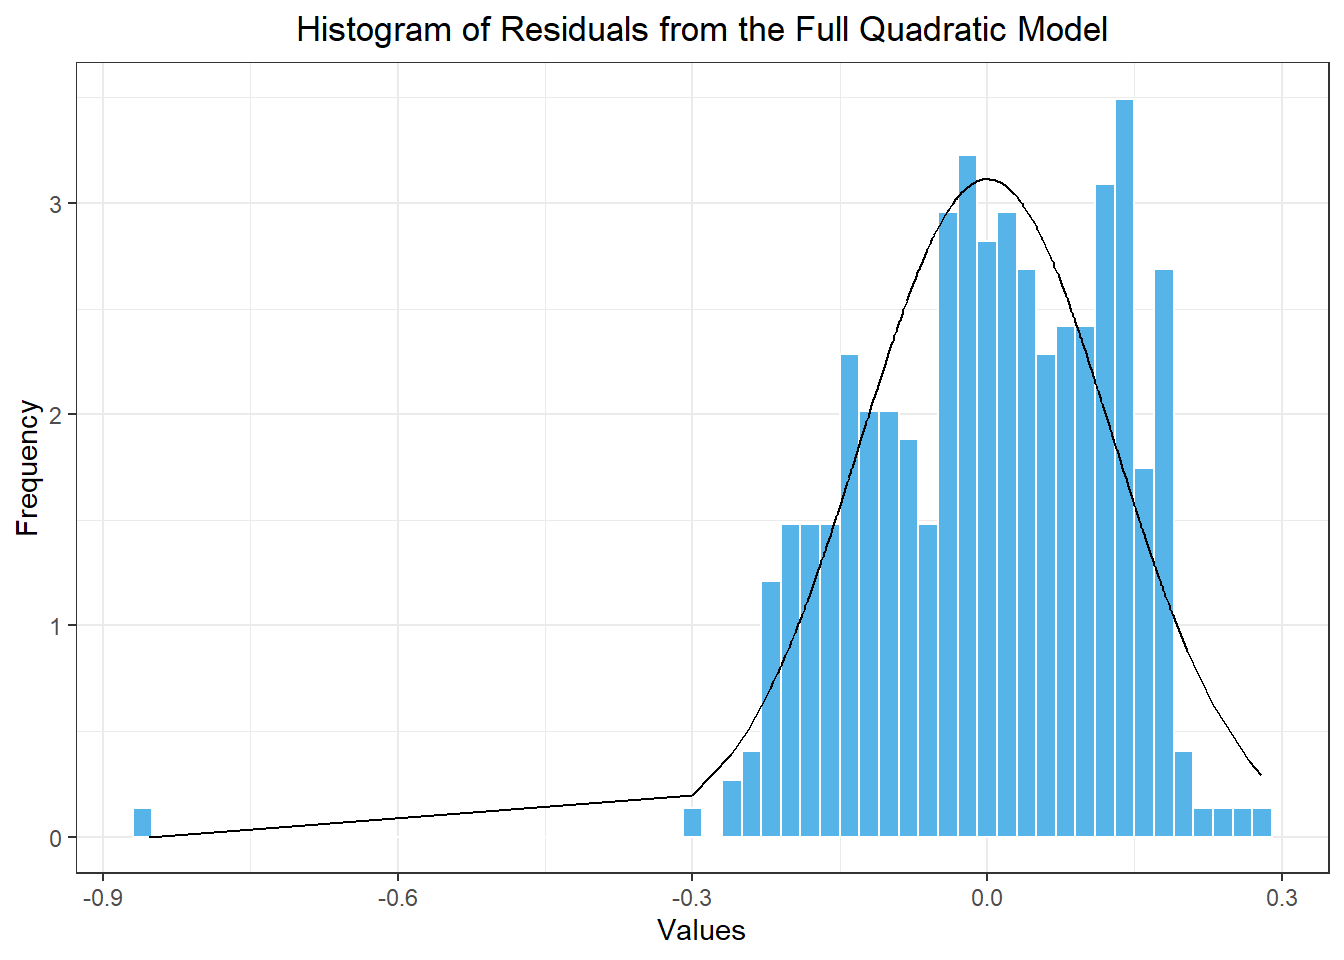 Histogram of Residuals from the Full Quadratic Model
Frequency
3
2
1
0
-0.9 -0.6 -0.3 0.0 0.3
Values